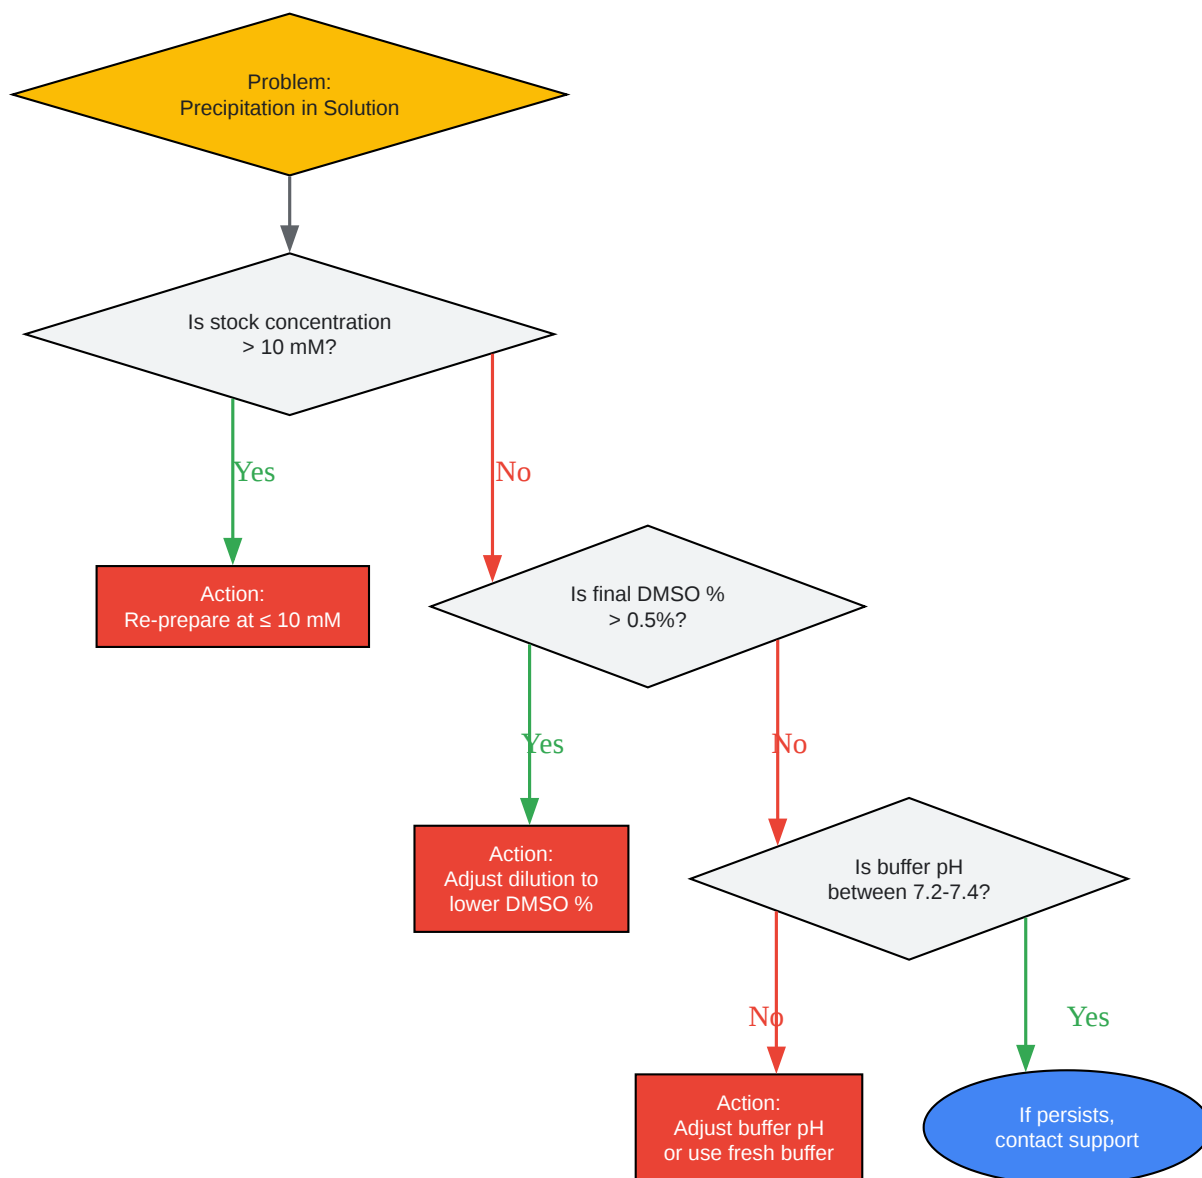 Problem:
Precipitation in Solution
Is stock concentration
> 10 mM?
Yes
No
Action:
Re-prepare at ≤ 10 mM
Is final DMSO %
> 0.5%?
Yes
No
Action:
Adjust dilution to
lower DMSO %
Is buffer pH
between 7.2-7.4?
No
Yes
Action:
Adjust buffer pH
or use fresh buffer
If persists,
contact support